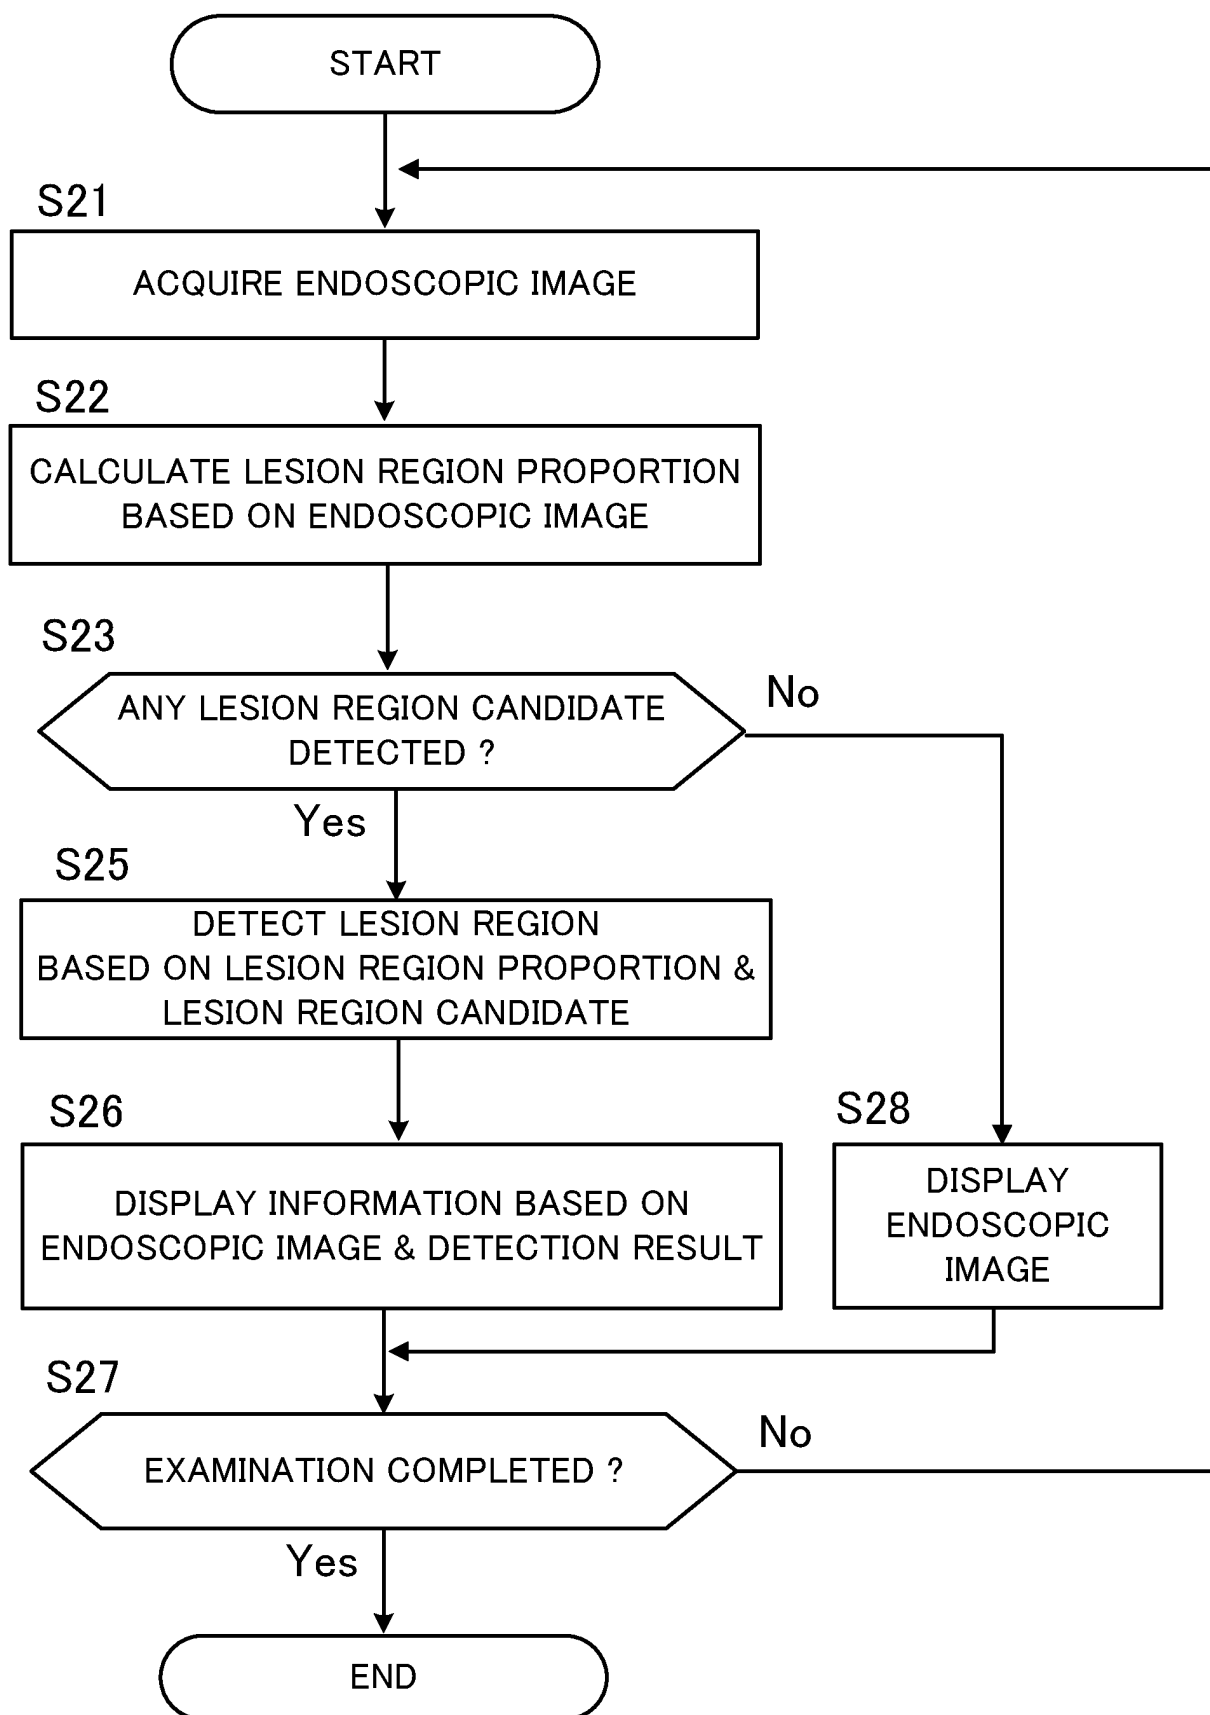 START
S21
ACQUIRE ENDOSCOPIC IMAGE
S22
CALCULATE LESION REGION PROPORTION
BASED ON ENDOSCOPIC IMAGE
S23
ANY LESION REGION CANDIDATE
DETECTED ?
No
Yes
S25
DETECT LESION REGION
BASED ON LESION REGION PROPORTION &
LESION REGION CANDIDATE
S26
DISPLAY INFORMATION BASED ON
ENDOSCOPIC IMAGE & DETECTION RESULT
S28
DISPLAY
ENDOSCOPIC
IMAGE
S27
EXAMINATION COMPLETED ?
No
Yes
END